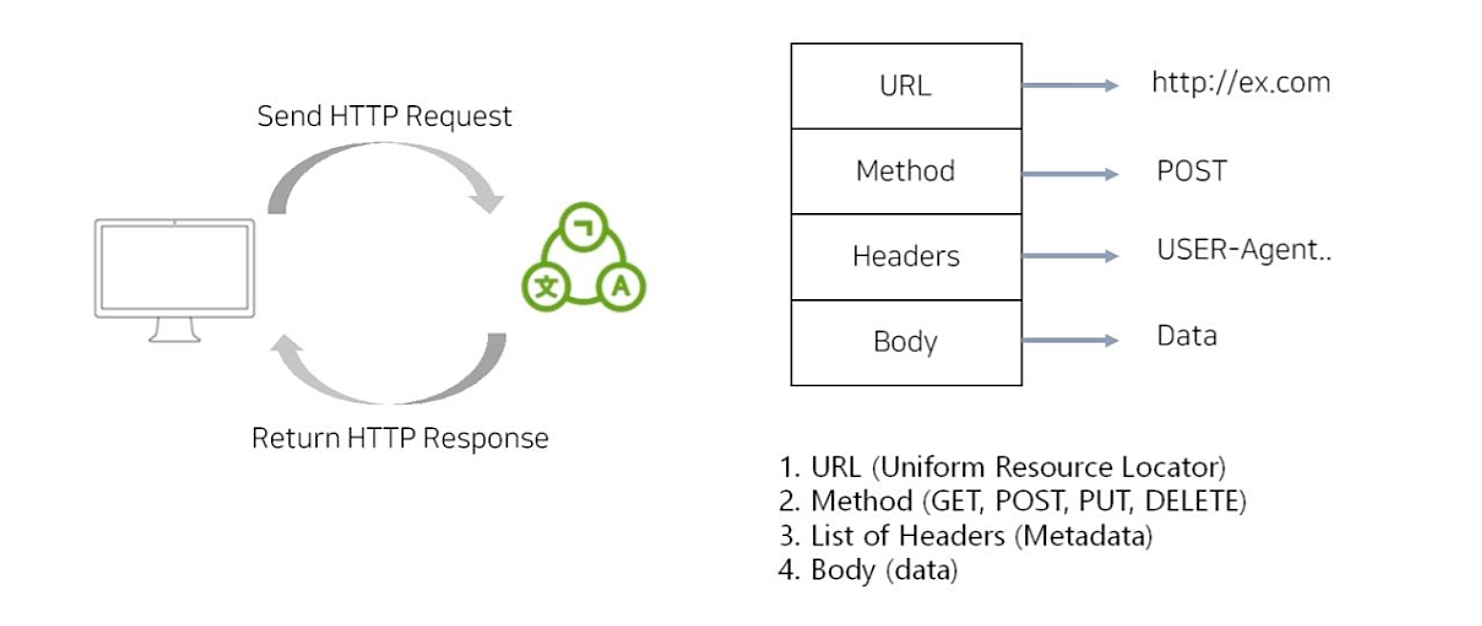 Send HTTP Request
ㄱ
文
A
Return HTTP Response
URL
http://ex.com
Method
POST
Headers
USER-Agent..
Body
Data
1. URL (Uniform Resource Locator)
2. Method (GET, POST, PUT, DELETE)
3. List of Headers (Metadata)
4. Body (data)